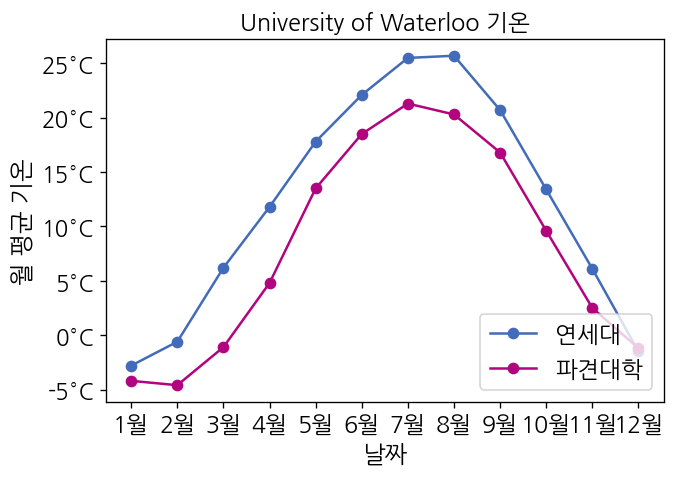 University of Waterloo 기온
월 평균 기온
25°C
20°C
15°C
10°C
5°C
0°C
-5°C
연세대
파견대학
1월 2월 3월 4월 5월 6월 7월 8월 9월 10월 11월 12월
날짜